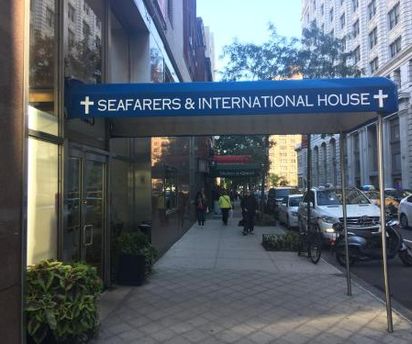 SEAFARERS & INTERNATIONAL HOUSE